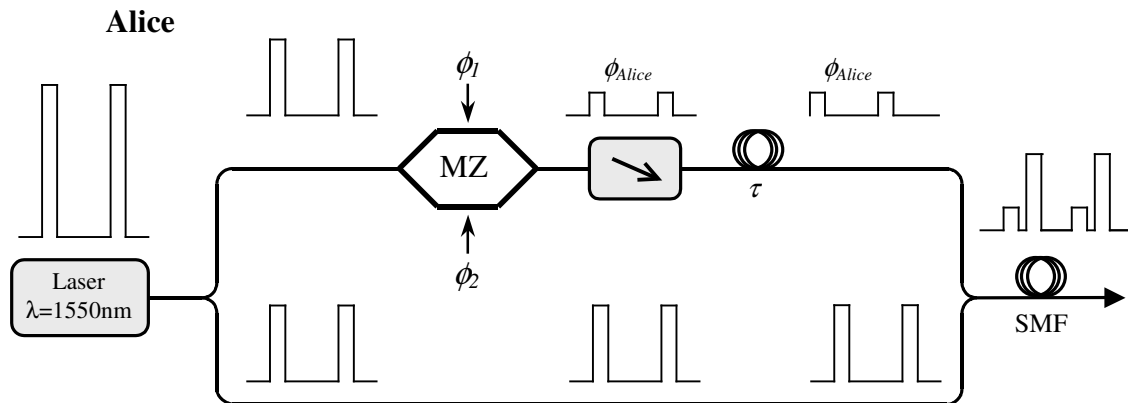 Alice
ϕ1
ϕAlice
ϕAlice
MZ
τ
ϕ2
Laser
λ=1550nm
SMF